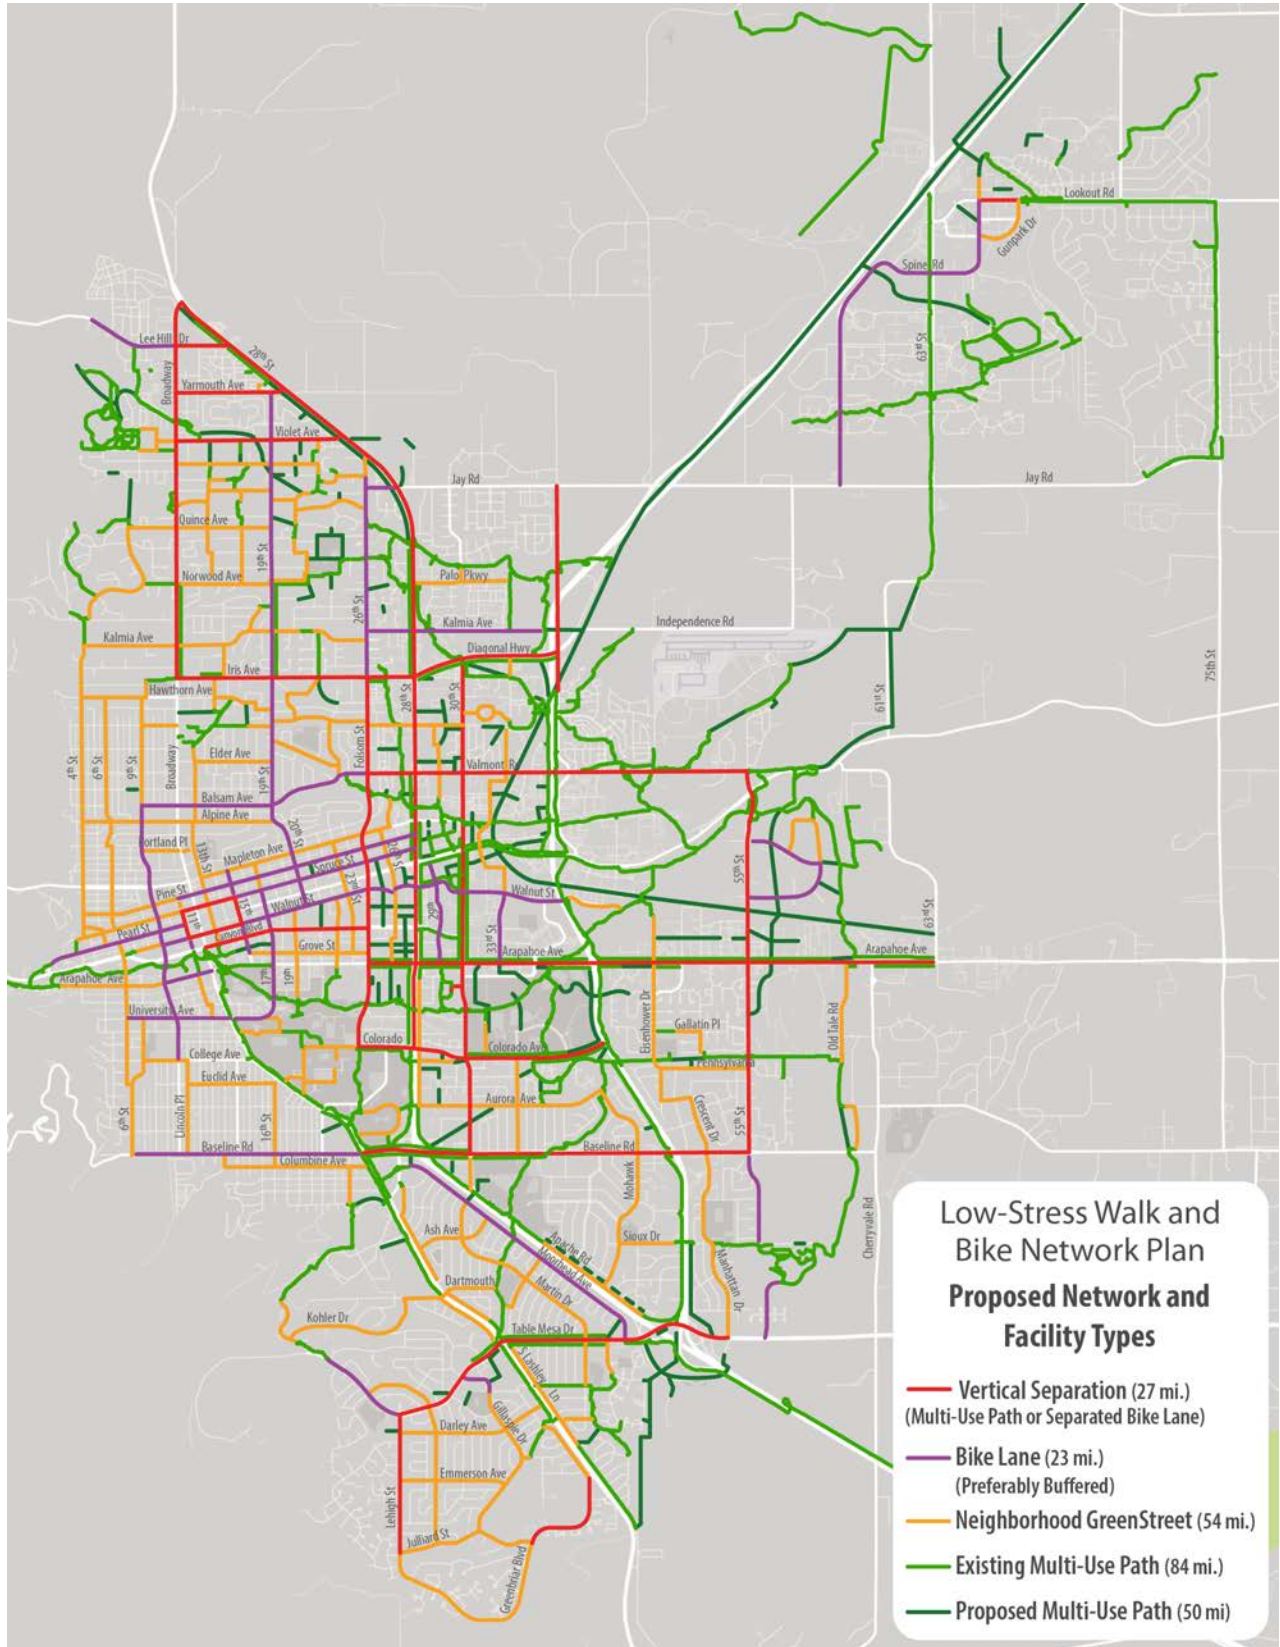 Lookout Rd
Gunpark Dr
Spine Rd
63rd St
Lee Hill Dr
28th St
Broadway
Yarmouth Ave
Violet Ave
Jay Rd
Jay Rd
Quince Ave
19th St
Norwood Ave
Palo Pkwy
26th St
Kalmia Ave
Independence Rd
Kalmia Ave
Diagonal Hwy
75th St
Iris Ave
Hawthorn Ave
28th St
30th St
61st St
Folsom St
4th St
6th St
9th St
Broadway
Elder Ave
19th St
Valmont R
Balsam Ave
Alpine Ave
20th St
ortland Pl
13th St
Mapleton Ave
26th St
Spruce St
55th St
Pine St
23rd St
Walnut St
15th
Walnut St
29th
63rd St
11th
Pearl St
Canyon Blvd
33rd St
Grove St
Arapahoe Ave
Arapahoe Ave
Arapahoe Ave
17th
19th
Eisenhower Dr
Old Tale Rd
University Ave
Gallatin Pl
Colorado
Colorado Ave
College Ave
Pennsylvania
Euclid Ave
Aurora Ave
Crescent Dr
6th St
Lincoln Pl
16th St
55th St
Baseline Rd
Baseline Rd
Columbine Ave
Mohawk
Cherryvale Rd
Ash Ave
Apache Rd
Sioux Dr
Moorhead Ave
Manhattan Dr
Dartmouth
Martin Dr
Kohler Dr
Table Mesa Dr
S Lashley Ln
Gillaspie Dr
Darley Ave
Emmerson Ave
Lehigh St
Julliard St
Greenbriar Blvd
Low-Stress Walk and
Bike Network Plan
Proposed Network and
Facility Types
Vertical Separation (27 mi.)
(Multi-Use Path or Separated Bike Lane)
Bike Lane (23 mi.)
(Preferably Buffered)
Neighborhood GreenStreet (54 mi.)
Existing Multi-Use Path (84 mi.)
Proposed Multi-Use Path (50 mi)